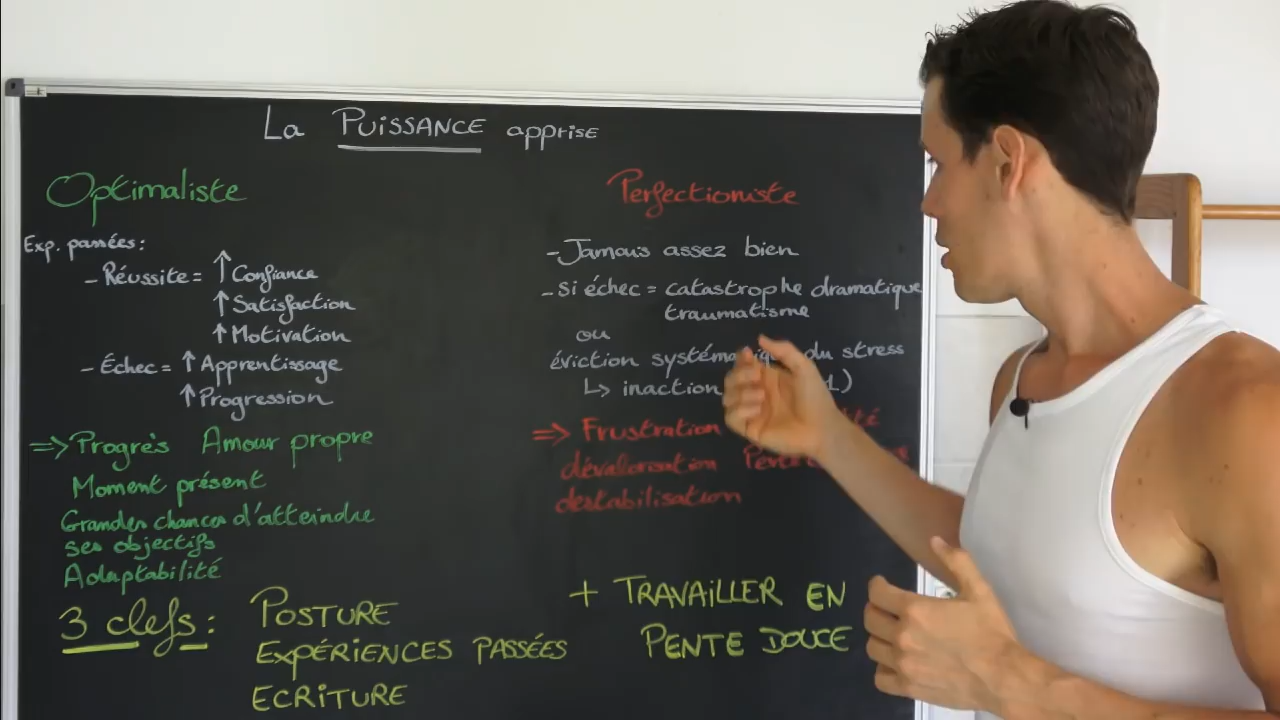 La PUISSANCE apprise
Optimaliste
Exp. passées :
- Réussite = ↑ Confiance
↑ Satisfaction
↑ Motivation
- Échec = ↑ Apprentissage
↑ Progression
=> Progrès Amour propre
Moment présent
Grandes chances d'atteindre
ses objectifs
Adaptabilité
Perfectioniste
- Jamais assez bien
- Si échec = catastrophe dramatique
traumatisme
ou
éviction du stress
↳ inaction
=> Frustration
dévalorisation
destabilisation
3 clefs : POSTURE
EXPÉRIENCES PASSÉES
ECRITURE
+ TRAVAILLER EN
PENTE DOUCE